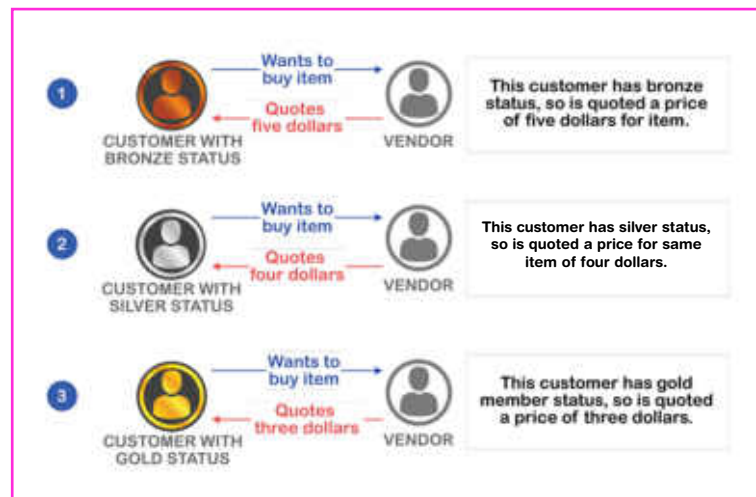 1
Wants to
buy item
Quotes
five dollars
CUSTOMER WITH
BRONZE STATUS
VENDOR
This customer has bronze
status, so is quoted a price
of five dollars for item.
2
Wants to
buy item
Quotes
four dollars
CUSTOMER WITH
SILVER STATUS
VENDOR
This customer has silver status,
so is quoted a price for same
item of four dollars.
3
Wants to
buy item
Quotes
three dollars
CUSTOMER WITH
GOLD STATUS
VENDOR
This customer has gold
member status, so is quoted
a price of three dollars.